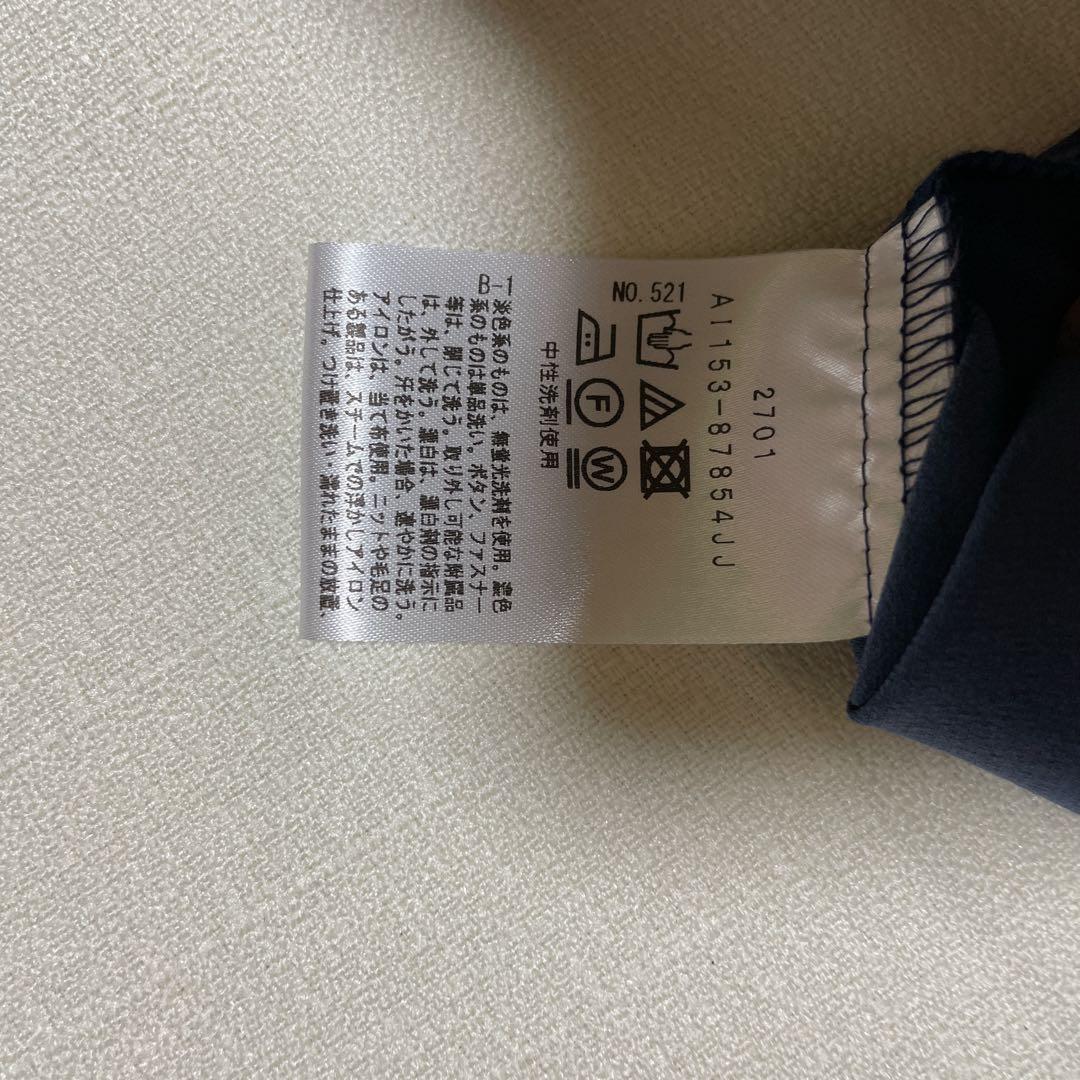 2701
AI153-87854JJ
NO.521
F W
中性洗剤使用
B-1
淡色系のものは、無蛍光洗剤を使用。濃色
系のものは単品洗い。ボタン、ファスナー
等は、閉じて洗う。取り外し可能な附属品
は、外して洗う。漂白は、漂白剤の指示に
したがう。汗をかいた場合、速やかに洗う。
アイロンは、当て布使用。ニットや毛足の
ある製品は、スチームでの浮かしアイロン
仕上げ。つけ置き洗い・濡れたままの放置、